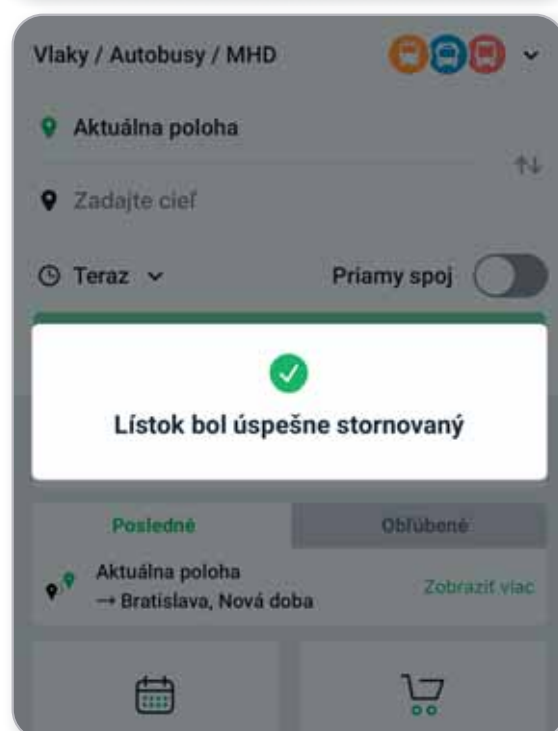 Vlaky / Autobusy / MHD
Aktuálna poloha
Zadajte cieľ
Teraz
Priamy spoj
Lístok bol úspešne stornovaný
Posledné
Obľúbené
Aktuálna poloha
→ Bratislava, Nová doba
Zobraziť viac